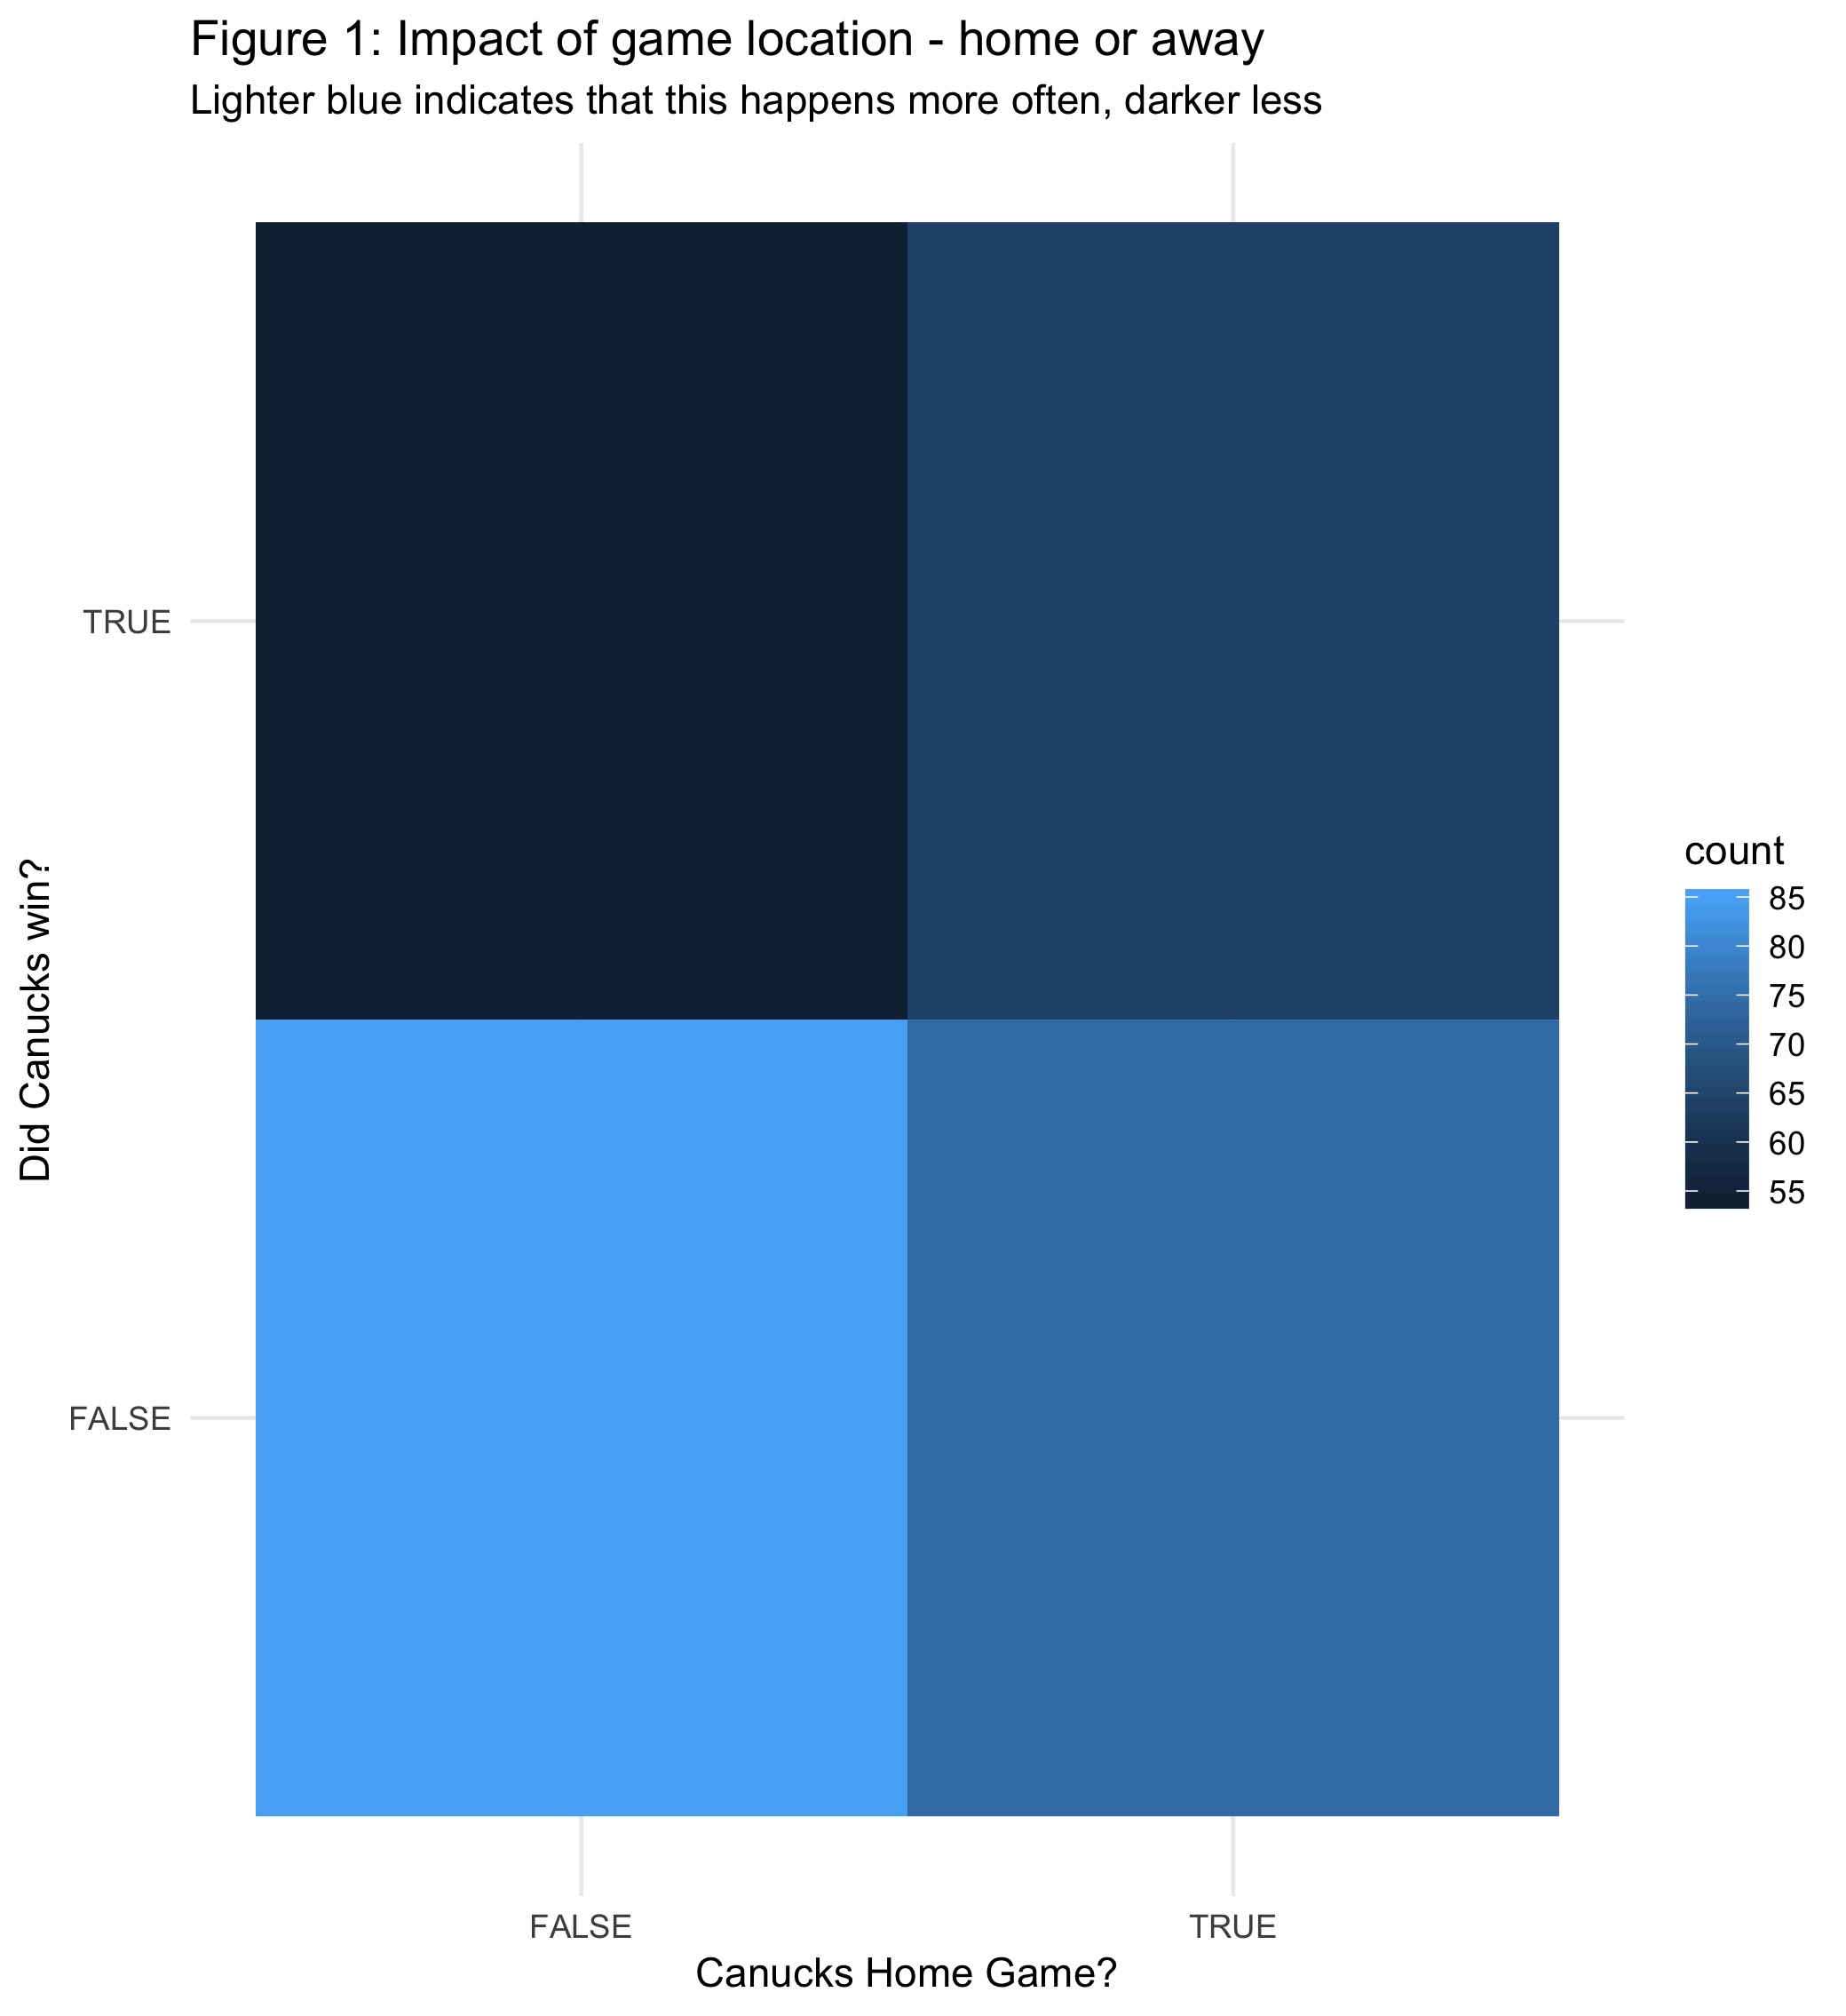 Figure 1: Impact of game location - home or away
Lighter blue indicates that this happens more often, darker less
Did Canucks win?
TRUE
FALSE
FALSE
TRUE
Canucks Home Game?
count
85
80
75
70
65
60
55